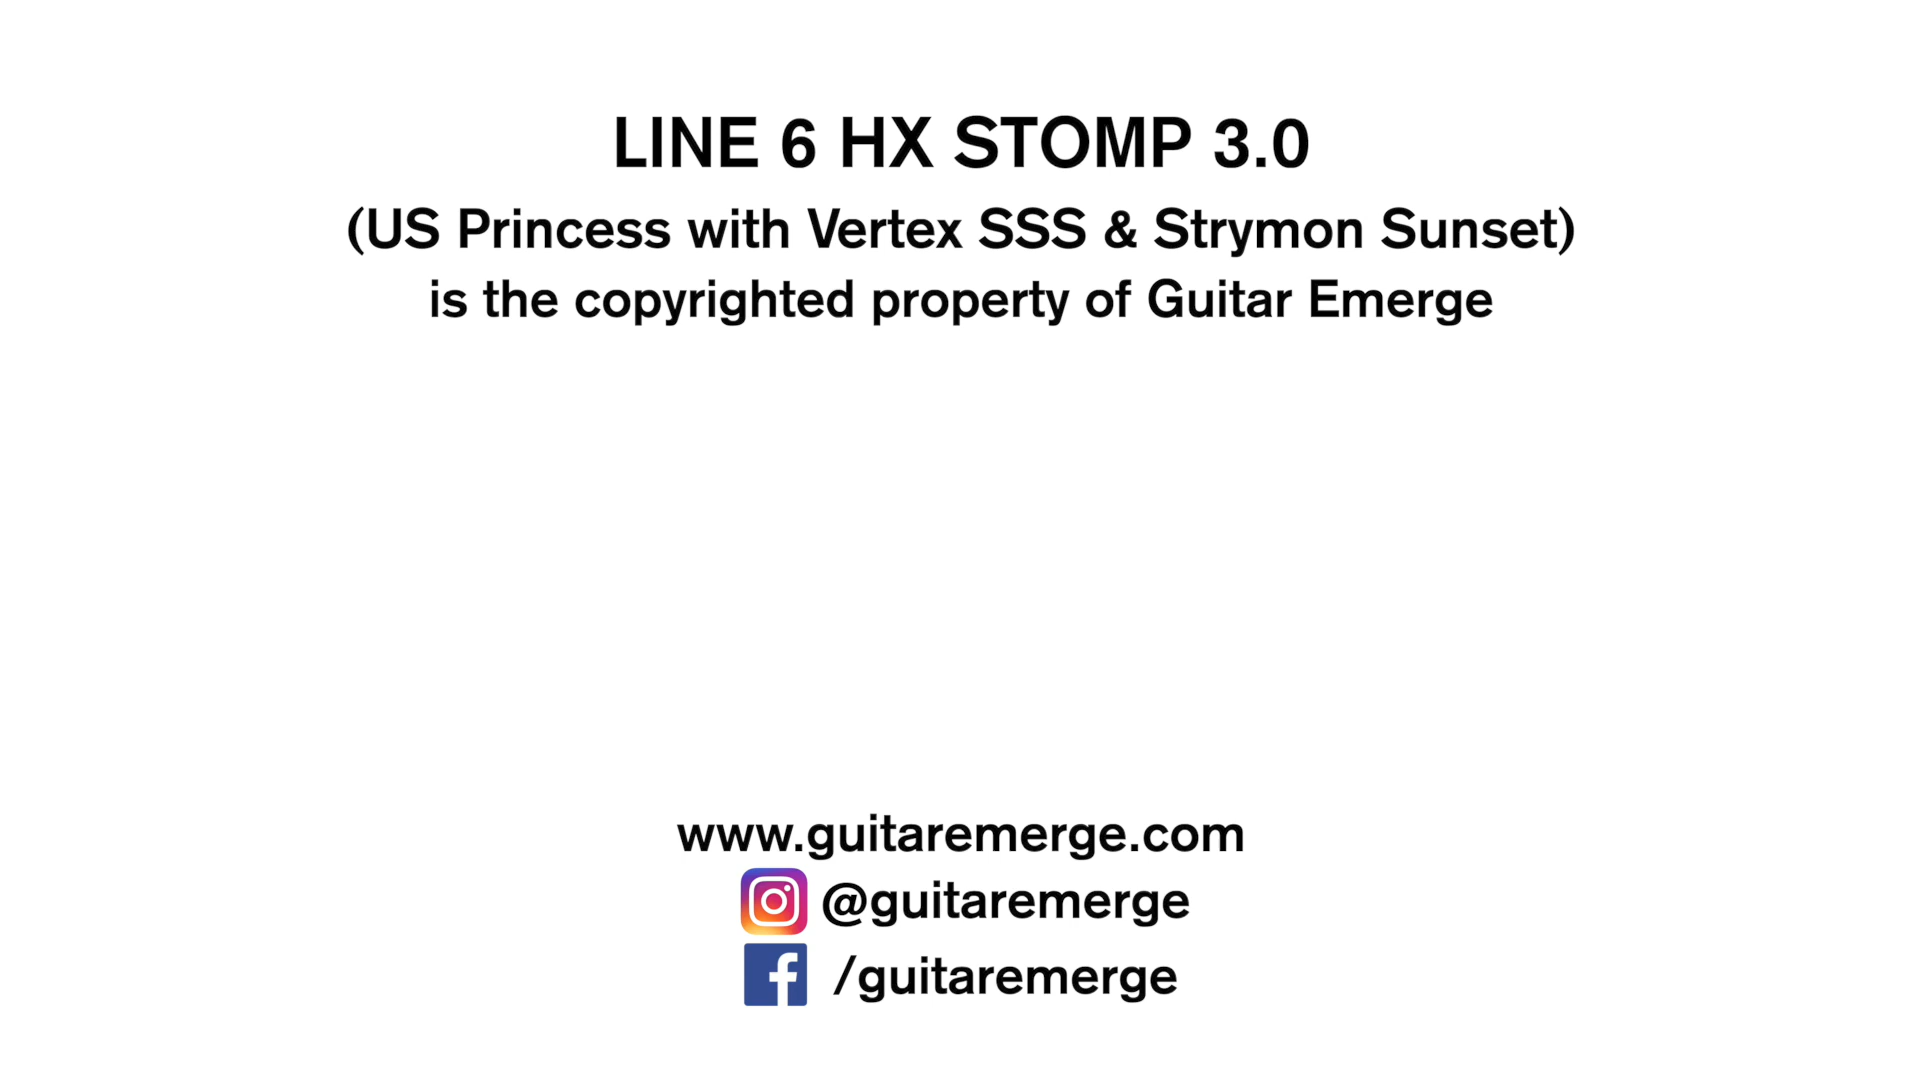 LINE 6 HX STOMP 3.0
(US Princess with Vertex SSS & Strymon Sunset)
is the copyrighted property of Guitar Emerge
www.guitaremerge.com
@guitaremerge
/guitaremerge